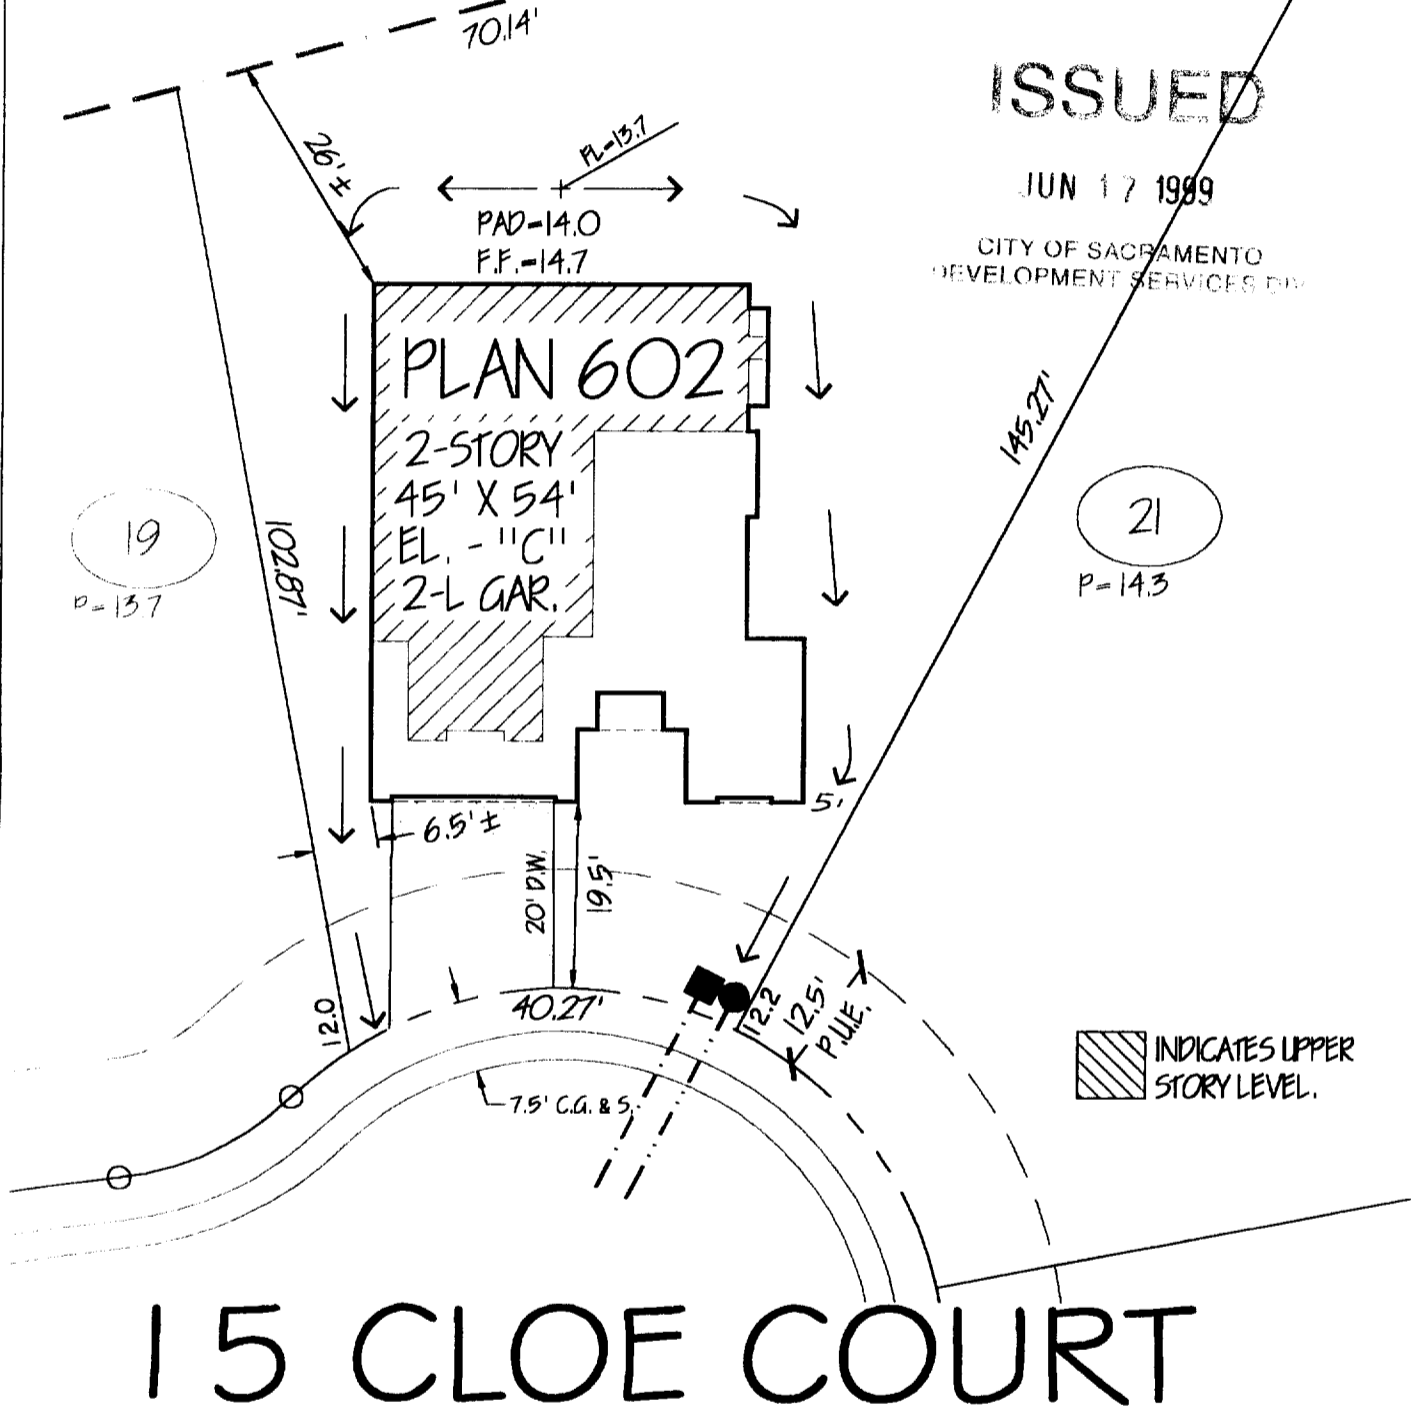 70.14'
ISSUED
JUN 17 1999
CITY OF SACRAMENTO
DEVELOPMENT SERVICES DIV
26' ±
FL=13.7
PAD=14.0
F.F.=14.7
PLAN 602
2-STORY
45' X 54'
EL. - "C"
2-L GAR.
145.27'
19
P=13.7
102.87'
21
P=14.3
5'
6.5' ±
20' D.W.
19.5'
12.0
40.27'
12.2
12.5'
P.U.E.
7.5' C.G. & S.
INDICATES UPPER
STORY LEVEL.
15 CLOE COURT